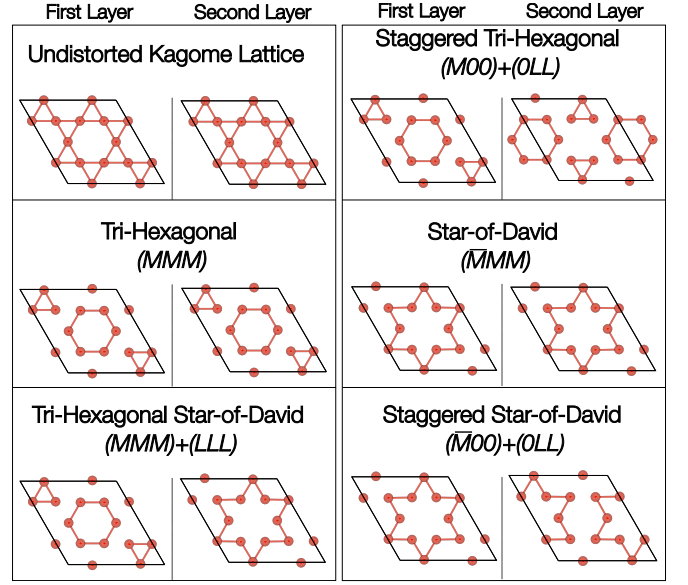 First Layer Second Layer First Layer Second Layer
Undistorted Kagome Lattice
Staggered Tri-Hexagonal
(M00)+(0LL)
Tri-Hexagonal
(MMM)
Star-of-David
(M̅MM)
Tri-Hexagonal Star-of-David
(MMM)+(LLL)
Staggered Star-of-David
(M̅00)+(0LL)